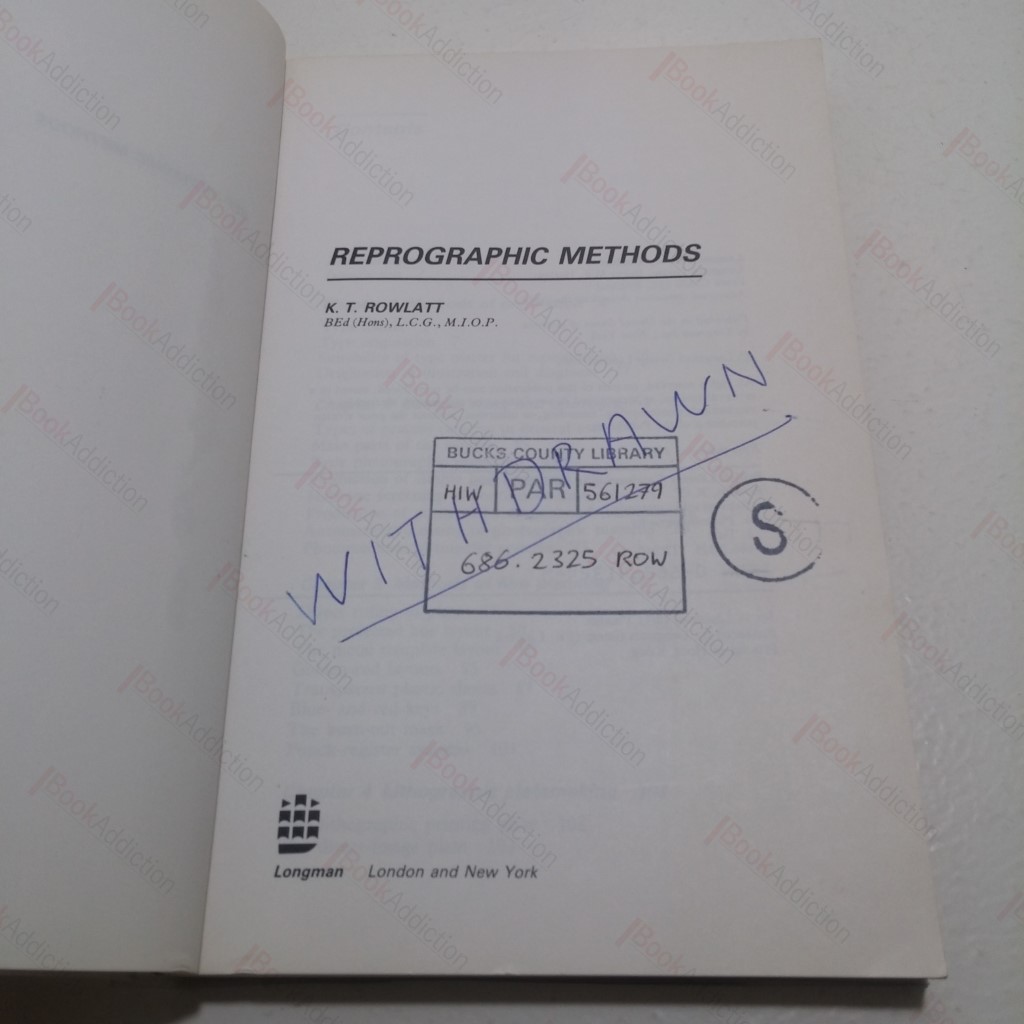 REPROGRAPHIC METHODS
K. T. ROWLATT
BEd (Hons), L.C.G., M.I.O.P.
WITHDRAWN
BUCKS COUNTY LIBRARY
HIW PAR 561279
686.2325 ROW
S
Longman London and New York
BookAddiction